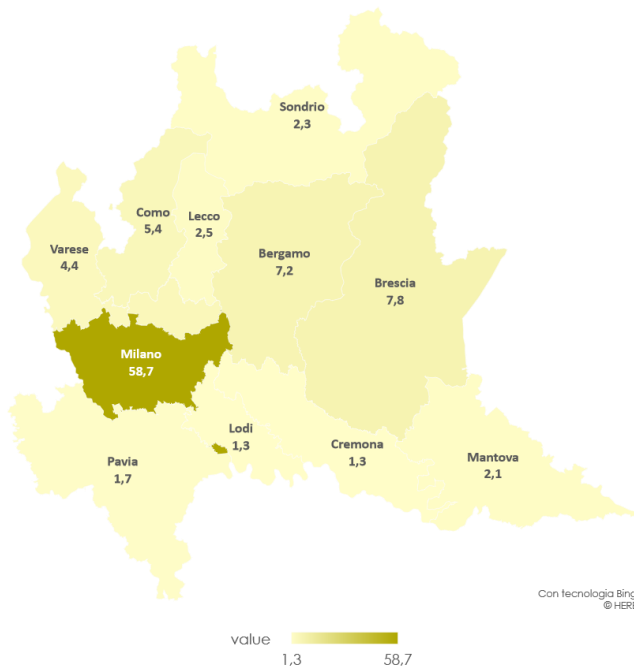 Sondrio
2,3
Como
5,4
Lecco
2,5
Varese
4,4
Bergamo
7,2
Brescia
7,8
Milano
58,7
Lodi
1,3
Cremona
1,3
Pavia
1,7
Mantova
2,1
Con tecnologia Bing
© HERE
value
1,3
58,7